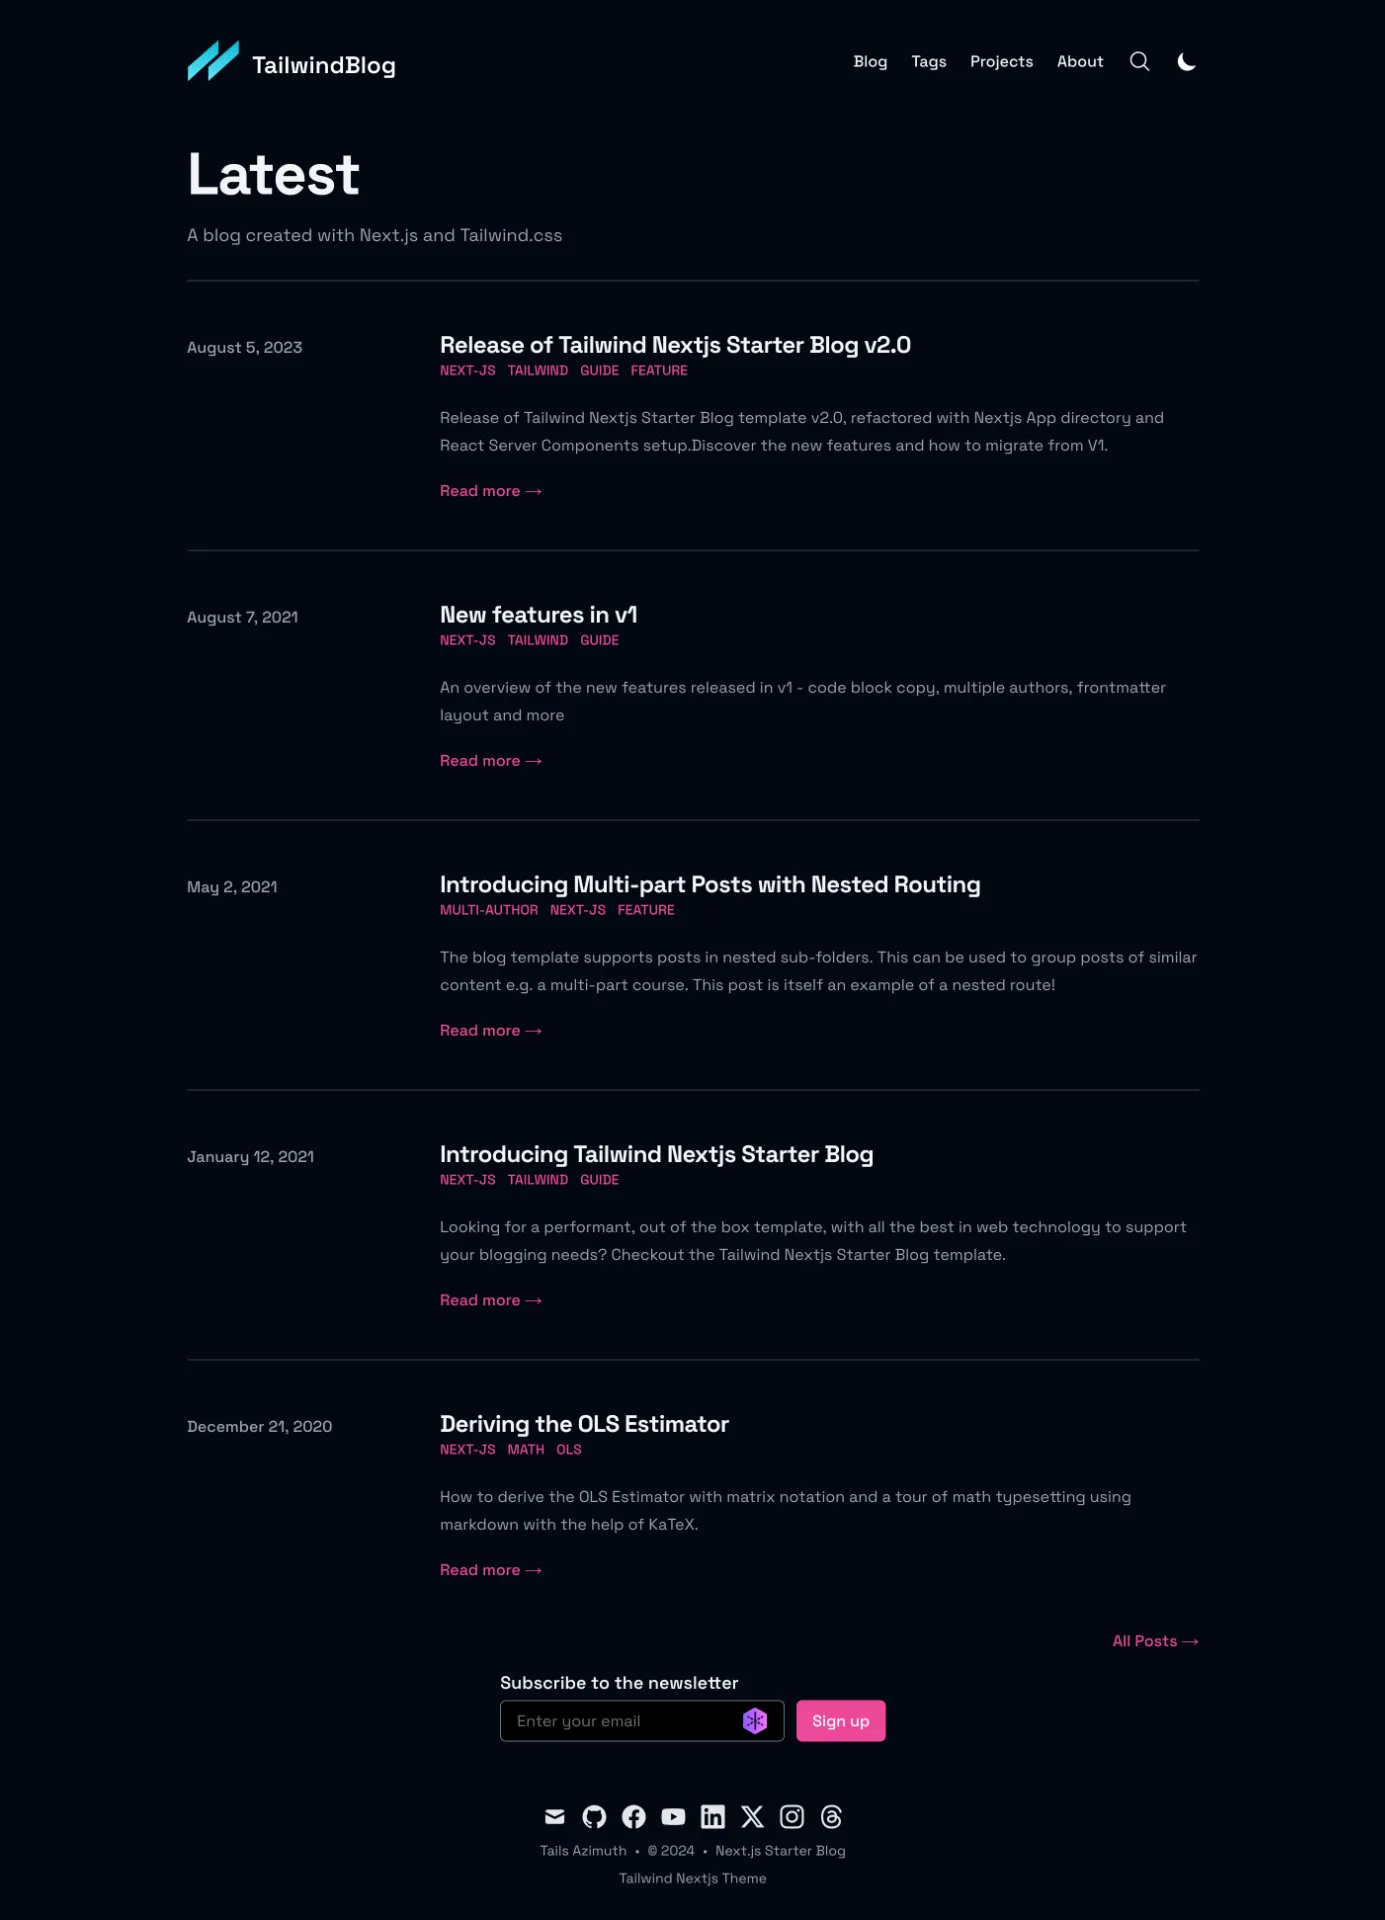 TailwindBlog
Blog Tags Projects About
Latest
A blog created with Next.js and Tailwind.css
August 5, 2023
Release of Tailwind Nextjs Starter Blog v2.0
NEXT-JS TAILWIND GUIDE FEATURE
Release of Tailwind Nextjs Starter Blog template v2.0, refactored with Nextjs App directory and
React Server Components setup.Discover the new features and how to migrate from V1.
Read more →
August 7, 2021
New features in v1
NEXT-JS TAILWIND GUIDE
An overview of the new features released in v1 - code block copy, multiple authors, frontmatter
layout and more
Read more →
May 2, 2021
Introducing Multi-part Posts with Nested Routing
MULTI-AUTHOR NEXT-JS FEATURE
The blog template supports posts in nested sub-folders. This can be used to group posts of similar
content e.g. a multi-part course. This post is itself an example of a nested route!
Read more →
January 12, 2021
Introducing Tailwind Nextjs Starter Blog
NEXT-JS TAILWIND GUIDE
Looking for a performant, out of the box template, with all the best in web technology to support
your blogging needs? Checkout the Tailwind Nextjs Starter Blog template.
Read more →
December 21, 2020
Deriving the OLS Estimator
NEXT-JS MATH OLS
How to derive the OLS Estimator with matrix notation and a tour of math typesetting using
markdown with the help of KaTeX.
Read more →
All Posts →
Subscribe to the newsletter
Enter your email
Sign up
Tails Azimuth • © 2024 • Next.js Starter Blog
Tailwind Nextjs Theme